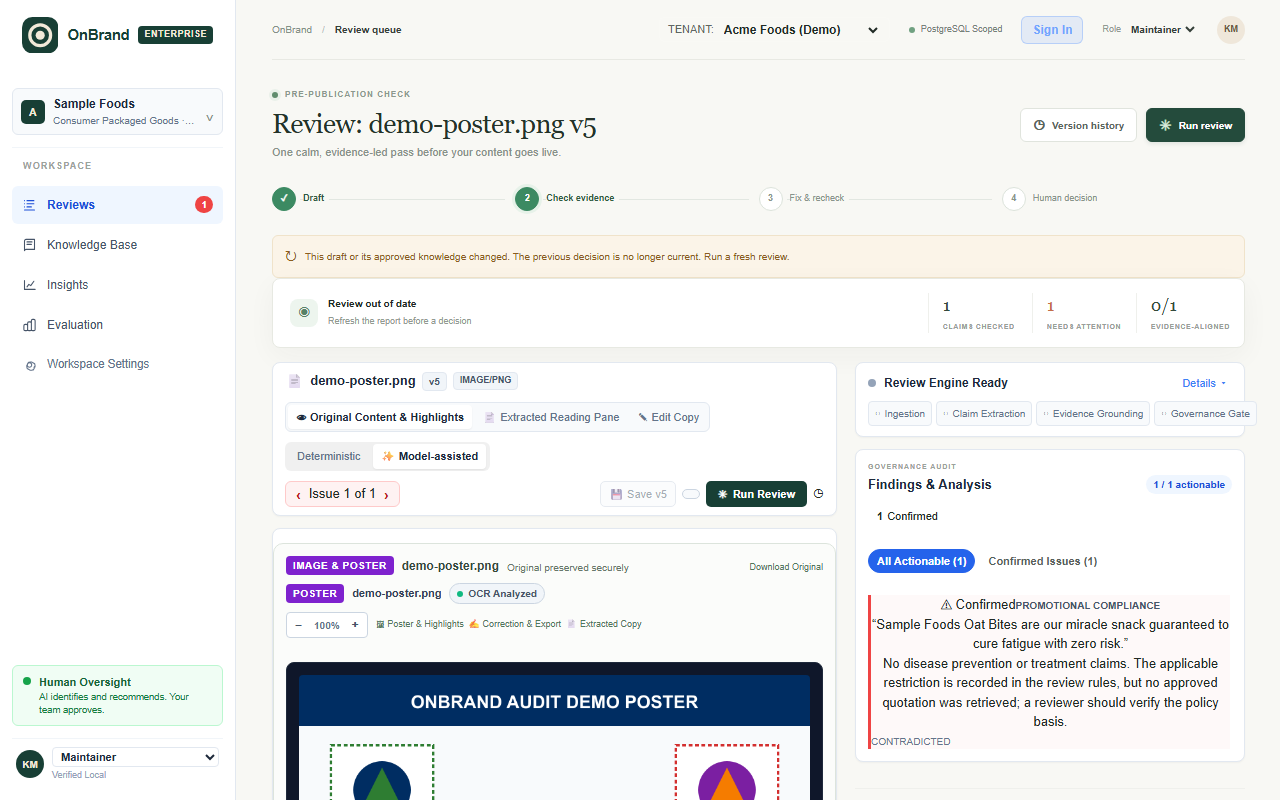 OnBrand ENTERPRISE
A
Sample Foods
Consumer Packaged Goods ·...
WORKSPACE
Reviews 1
Knowledge Base
Insights
Evaluation
Workspace Settings
Human Oversight
AI identifies and recommends. Your
team approves.
KM
Maintainer
Verified Local
OnBrand / Review queue
TENANT: Acme Foods (Demo)
PostgreSQL Scoped
Sign In
Role Maintainer
KM
PRE-PUBLICATION CHECK
Review: demo-poster.png v5
One calm, evidence-led pass before your content goes live.
Version history
Run review
✓ Draft
2 Check evidence
3 Fix & recheck
4 Human decision
This draft or its approved knowledge changed. The previous decision is no longer current. Run a fresh review.
Review out of date
Refresh the report before a decision
1
CLAIMS CHECKED
1
NEEDS ATTENTION
0/1
EVIDENCE-ALIGNED
demo-poster.png v5 IMAGE/PNG
Original Content & Highlights
Extracted Reading Pane
Edit Copy
Deterministic
Model-assisted
‹ Issue 1 of 1 ›
Save v5
Run Review
IMAGE & POSTER demo-poster.png Original preserved securely
Download Original
POSTER demo-poster.png OCR Analyzed
− 100% +
Poster & Highlights
Correction & Export
Extracted Copy
ONBRAND AUDIT DEMO POSTER
Review Engine Ready
Details
Ingestion
Claim Extraction
Evidence Grounding
Governance Gate
GOVERNANCE AUDIT
Findings & Analysis
1 / 1 actionable
1 Confirmed
All Actionable (1)
Confirmed Issues (1)
⚠ ConfirmedPROMOTIONAL COMPLIANCE
“Sample Foods Oat Bites are our miracle snack guaranteed to
cure fatigue with zero risk.”
No disease prevention or treatment claims. The applicable
restriction is recorded in the review rules, but no approved
quotation was retrieved; a reviewer should verify the policy
basis.
CONTRADICTED